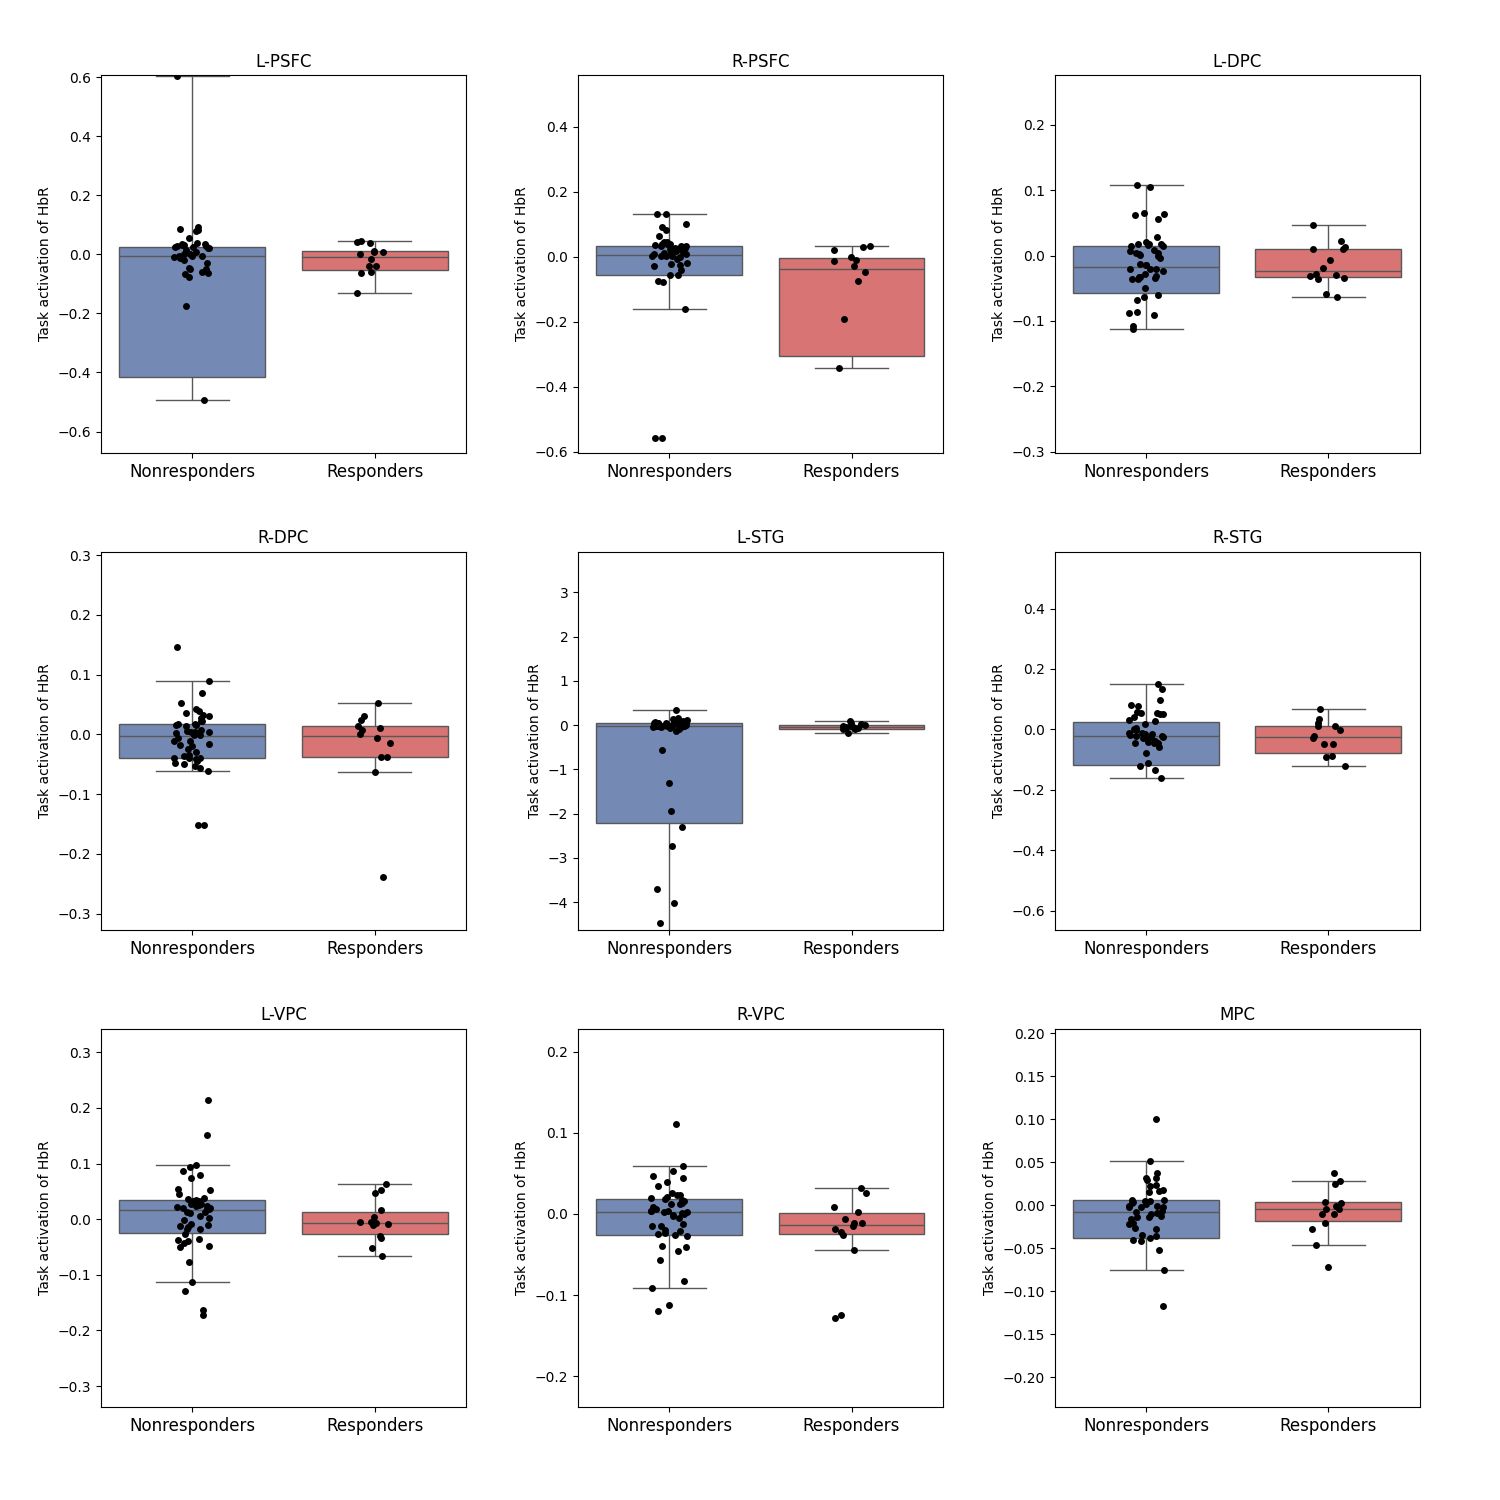 L-PSFC
R-PSFC
L-DPC
Task activation of HbR
0.6
0.4
0.2
0.0
−0.2
−0.4
−0.6
Nonresponders
Responders
Task activation of HbR
0.4
0.2
0.0
−0.2
−0.4
−0.6
Nonresponders
Responders
Task activation of HbR
0.2
0.1
0.0
−0.1
−0.2
−0.3
Nonresponders
Responders
R-DPC
L-STG
R-STG
Task activation of HbR
0.3
0.2
0.1
0.0
−0.1
−0.2
−0.3
Nonresponders
Responders
Task activation of HbR
3
2
1
0
−1
−2
−3
−4
Nonresponders
Responders
Task activation of HbR
0.4
0.2
0.0
−0.2
−0.4
−0.6
Nonresponders
Responders
L-VPC
R-VPC
MPC
Task activation of HbR
0.3
0.2
0.1
0.0
−0.1
−0.2
−0.3
Nonresponders
Responders
Task activation of HbR
0.2
0.1
0.0
−0.1
−0.2
Nonresponders
Responders
Task activation of HbR
0.20
0.15
0.10
0.05
0.00
−0.05
−0.10
−0.15
−0.20
Nonresponders
Responders